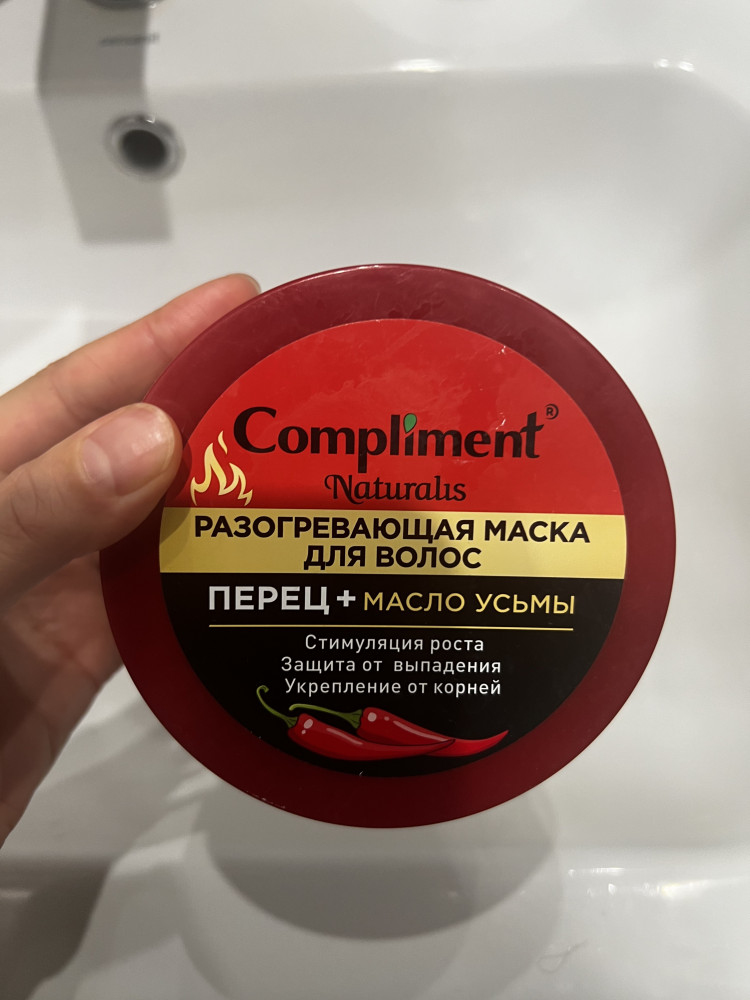 Compliment®
Naturalis
РАЗОГРЕВАЮЩАЯ МАСКА
ДЛЯ ВОЛОС
ПЕРЕЦ + МАСЛО УСЬМЫ
Стимуляция роста
Защита от выпадения
Укрепление от корней